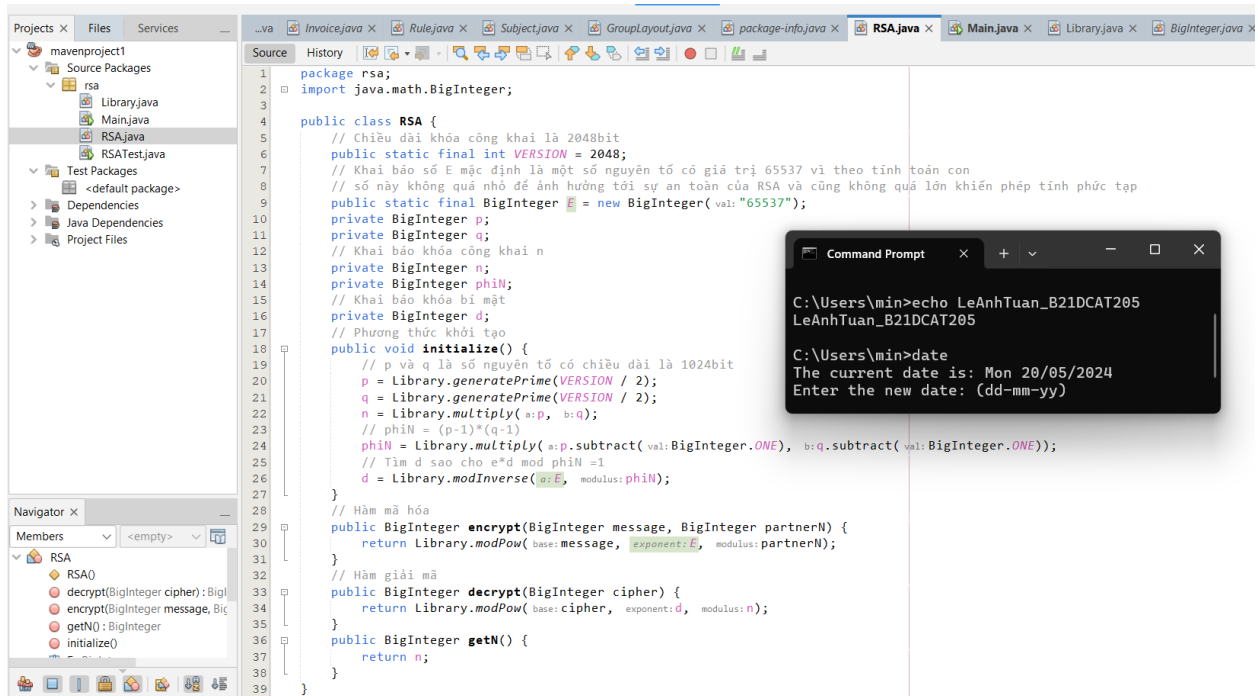 Projects × Files Services
mavenproject1
Source Packages
rsa
Library.java
Main.java
RSA.java
RSATest.java
Test Packages
<default package>
Dependencies
Java Dependencies
Project Files
...va Invoice.java × Rule.java × Subject.java × GroupLayout.java × package-info.java × RSA.java × Main.java × Library.java × BigInteger.java ×
Source History
1 package rsa;
2 import java.math.BigInteger;
3
4 public class RSA {
5 // Chiều dài khóa công khai là 2048bit
6 public static final int VERSION = 2048;
7 // Khai báo số E mặc định là một số nguyên tố có giá trị 65537 vì theo tính toán con
8 // số này không quá nhỏ để ảnh hưởng tới sự an toàn của RSA và cũng không quá lớn khiến phép tính phức tạp
9 public static final BigInteger E = new BigInteger( val: "65537");
10 private BigInteger p;
11 private BigInteger q;
12 // Khai báo khóa công khai n
13 private BigInteger n;
14 private BigInteger phiN;
15 // Khai báo khóa bí mật
16 private BigInteger d;
17 // Phương thức khởi tạo
18 public void initialize() {
19 // p và q là số nguyên tố có chiều dài là 1024bit
20 p = Library.generatePrime(VERSION / 2);
21 q = Library.generatePrime(VERSION / 2);
22 n = Library.multiply( a: p, b: q);
23 // phiN = (p-1)*(q-1)
24 phiN = Library.multiply( a: p.subtract( val: BigInteger.ONE), b: q.subtract( val: BigInteger.ONE));
25 // Tìm d sao cho e*d mod phiN =1
26 d = Library.modInverse( a: E, modulus: phiN);
27 }
28 // Hàm mã hóa
29 public BigInteger encrypt(BigInteger message, BigInteger partnerN) {
30 return Library.modPow( base: message, exponent: E, modulus: partnerN);
31 }
32 // Hàm giải mã
33 public BigInteger decrypt(BigInteger cipher) {
34 return Library.modPow( base: cipher, exponent: d, modulus: n);
35 }
36 public BigInteger getN() {
37 return n;
38 }
39 }
Command Prompt × +
C:\Users\min>echo LeAnhTuan_B21DCAT205
LeAnhTuan_B21DCAT205
C:\Users\min>date
The current date is: Mon 20/05/2024
Enter the new date: (dd-mm-yy)
Navigator ×
Members <empty>
RSA
RSA()
decrypt(BigInteger cipher) : BigI
encrypt(BigInteger message, Big
getN() : BigInteger
initialize()